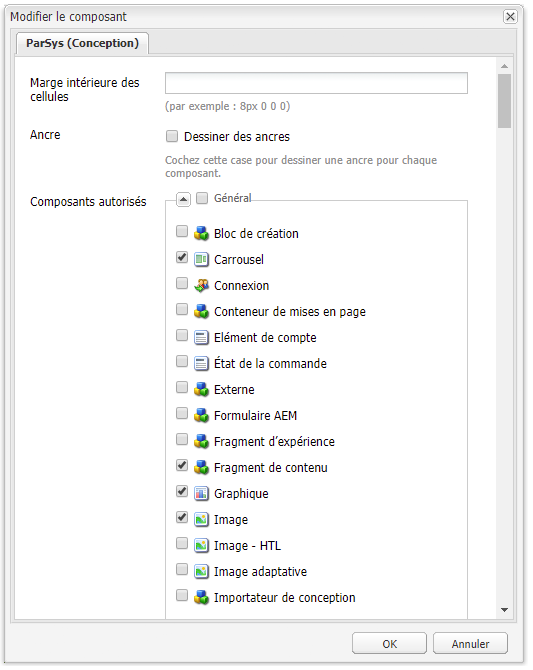 Modifier le composant
ParSys (Conception)
Marge intérieure des
cellules
(par exemple : 8px 0 0 0)
Ancre
Dessiner des ancres
Cochez cette case pour dessiner une ancre pour chaque
composant.
Composants autorisés
Général
Bloc de création
Carrousel
Connexion
Conteneur de mises en page
Elément de compte
État de la commande
Externe
Formulaire AEM
Fragment d’expérience
Fragment de contenu
Graphique
Image
Image - HTL
Image adaptative
Importateur de conception
OK
Annuler